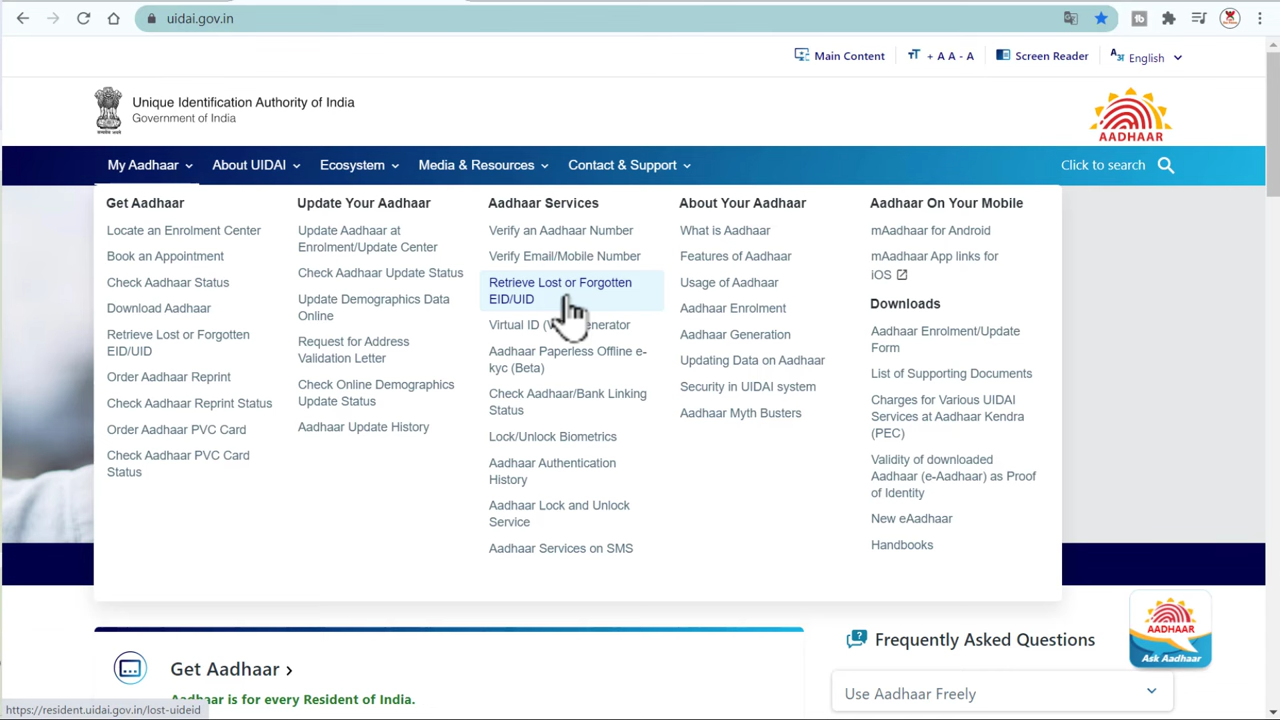 uidai.gov.in
Main Content
T T + A A - A
Screen Reader
English
Unique Identification Authority of India
Government of India
AADHAAR
My Aadhaar
About UIDAI
Ecosystem
Media & Resources
Contact & Support
Click to search
Get Aadhaar
Locate an Enrolment Center
Book an Appointment
Check Aadhaar Status
Download Aadhaar
Retrieve Lost or Forgotten
EID/UID
Order Aadhaar Reprint
Check Aadhaar Reprint Status
Order Aadhaar PVC Card
Check Aadhaar PVC Card
Status
Update Your Aadhaar
Update Aadhaar at
Enrolment/Update Center
Check Aadhaar Update Status
Update Demographics Data
Online
Request for Address
Validation Letter
Check Online Demographics
Update Status
Aadhaar Update History
Aadhaar Services
Verify an Aadhaar Number
Verify Email/Mobile Number
Retrieve Lost or Forgotten
EID/UID
Virtual ID (V enerator
Aadhaar Paperless Offline e-
kyc (Beta)
Check Aadhaar/Bank Linking
Status
Lock/Unlock Biometrics
Aadhaar Authentication
History
Aadhaar Lock and Unlock
Service
Aadhaar Services on SMS
About Your Aadhaar
What is Aadhaar
Features of Aadhaar
Usage of Aadhaar
Aadhaar Enrolment
Aadhaar Generation
Updating Data on Aadhaar
Security in UIDAI system
Aadhaar Myth Busters
Aadhaar On Your Mobile
mAadhaar for Android
mAadhaar App links for
iOS
Downloads
Aadhaar Enrolment/Update
Form
List of Supporting Documents
Charges for Various UIDAI
Services at Aadhaar Kendra
(PEC)
Validity of downloaded
Aadhaar (e-Aadhaar) as Proof
of Identity
New eAadhaar
Handbooks
Get Aadhaar
Aadhaar is for every Resident of India.
Frequently Asked Questions
Use Aadhaar Freely
AADHAAR
Ask Aadhaar
https://resident.uidai.gov.in/lost-uideid